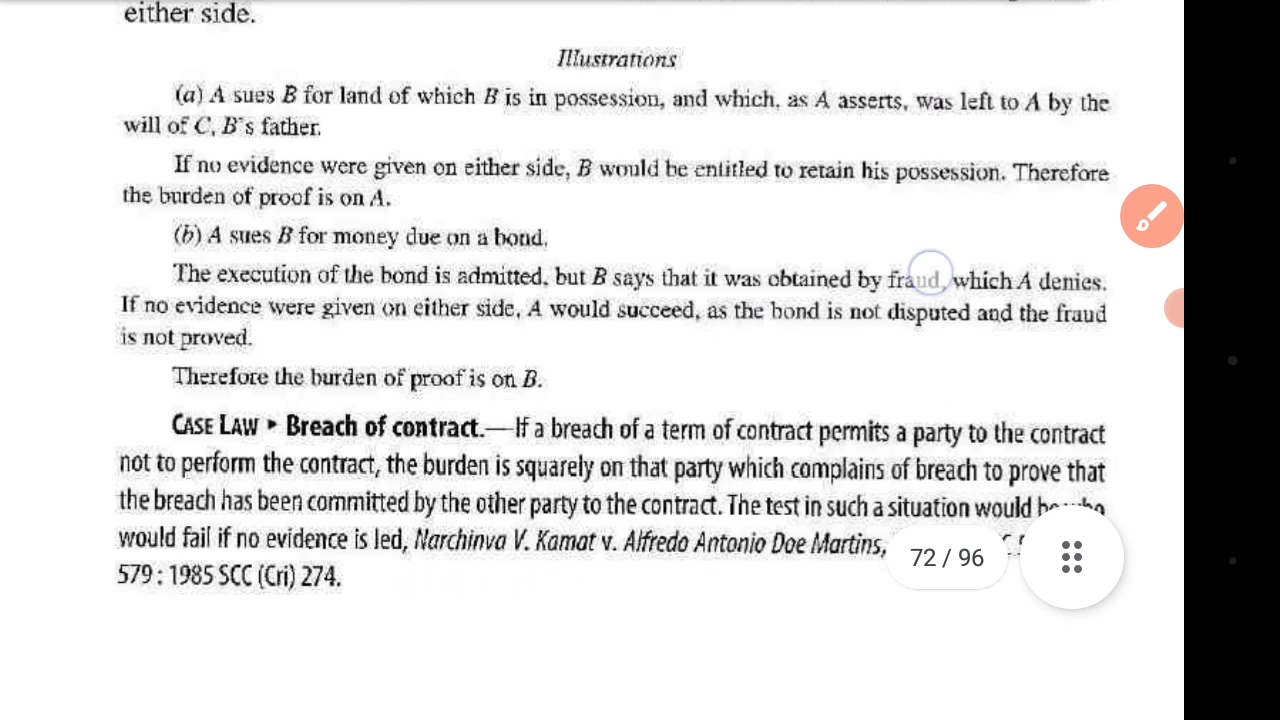 either side.
Illustrations
(a) A sues B for land of which B is in possession, and which, as A asserts, was left to A by the
will of C, B's father.
If no evidence were given on either side, B would be entitled to retain his possession. Therefore
the burden of proof is on A.
(b) A sues B for money due on a bond.
The execution of the bond is admitted, but B says that it was obtained by fraud, which A denies.
If no evidence were given on either side, A would succeed, as the bond is not disputed and the fraud
is not proved.
Therefore the burden of proof is on B.
CASE LAW ▸ Breach of contract.—If a breach of a term of contract permits a party to the contract
not to perform the contract, the burden is squarely on that party which complains of breach to prove that
the breach has been committed by the other party to the contract. The test in such a situation would be who
would fail if no evidence is led, Narchinva V. Kamat v. Alfredo Antonio Doe Martins,
72 / 96
579 : 1985 SCC (Cri) 274.